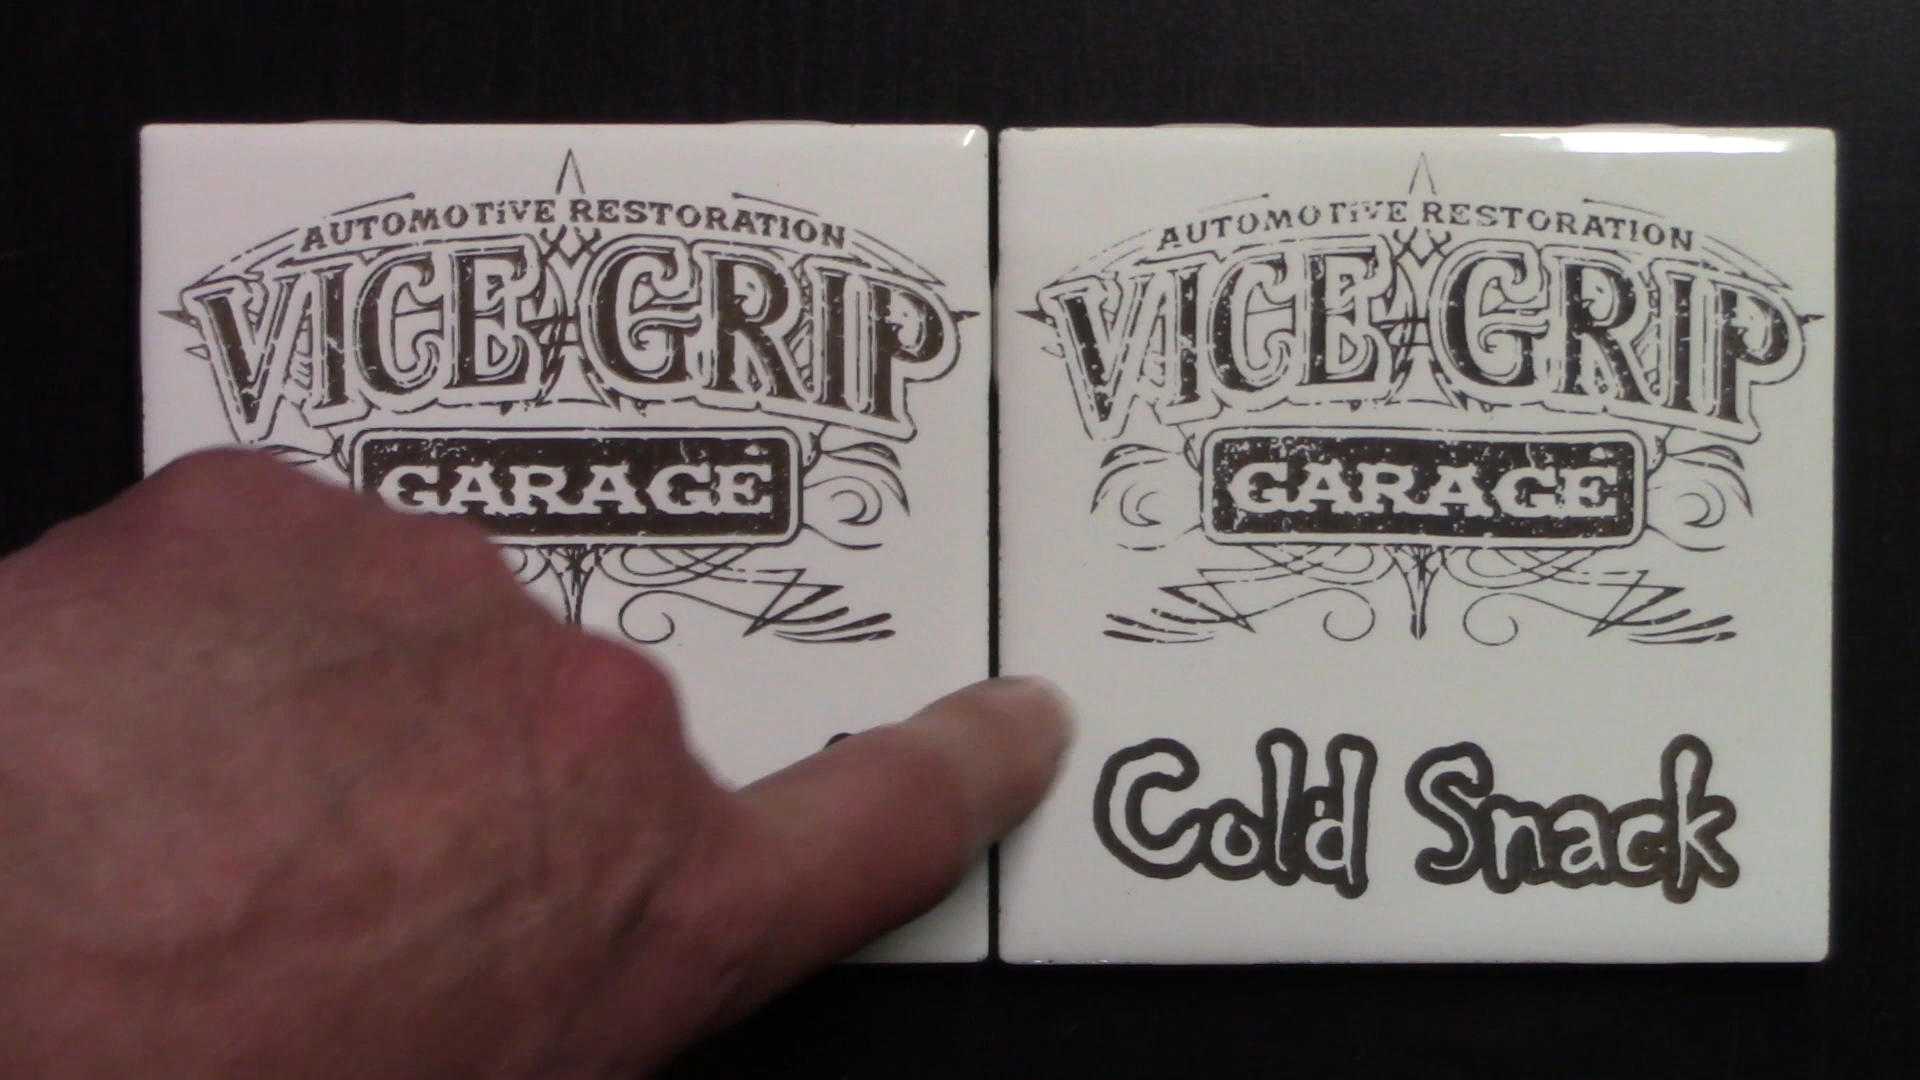 AUTOMOTiVE RESTORATION
VICE GRIP
GARAGE
AUTOMOTiVE RESTORATION
VICE GRIP
GARAGE
Cold Snack